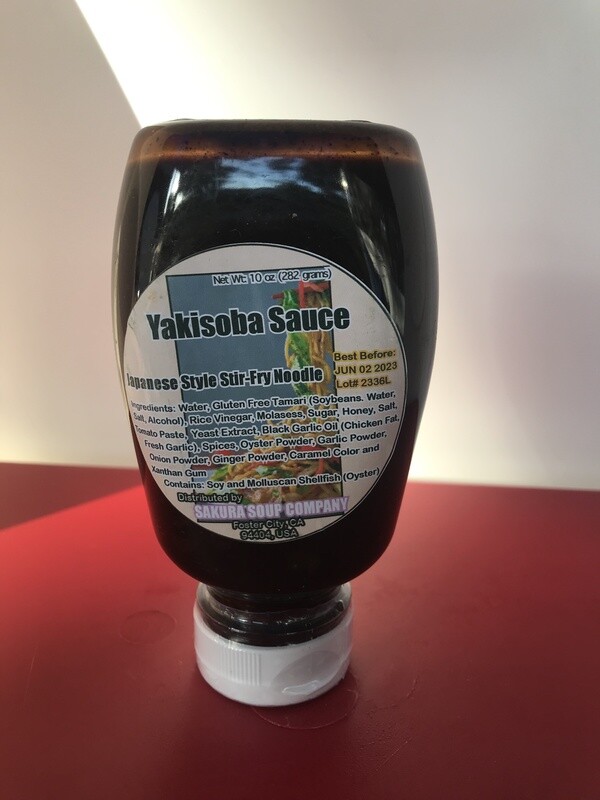 Net Wt: 10 oz (282 grams)
Yakisoba Sauce
Best Before:
JUN 02 2023
Lot# 2336L
Japanese Style Stir-Fry Noodle
Ingredients: Water, Gluten Free Tamari (Soybeans. Water,
Salt, Alcohol), Rice Vinegar, Molasess, Sugar, Honey, Salt,
Tomato Paste, Yeast Extract, Black Garlic Oil (Chicken Fat,
Fresh Garlic), Spices, Oyster Powder, Garlic Powder,
Onion Powder, Ginger Powder, Caramel Color and
Xanthan Gum
Contains: Soy and Molluscan Shellfish (Oyster)
Distributed by
SAKURA SOUP COMPANY
Foster City, CA
94404, USA